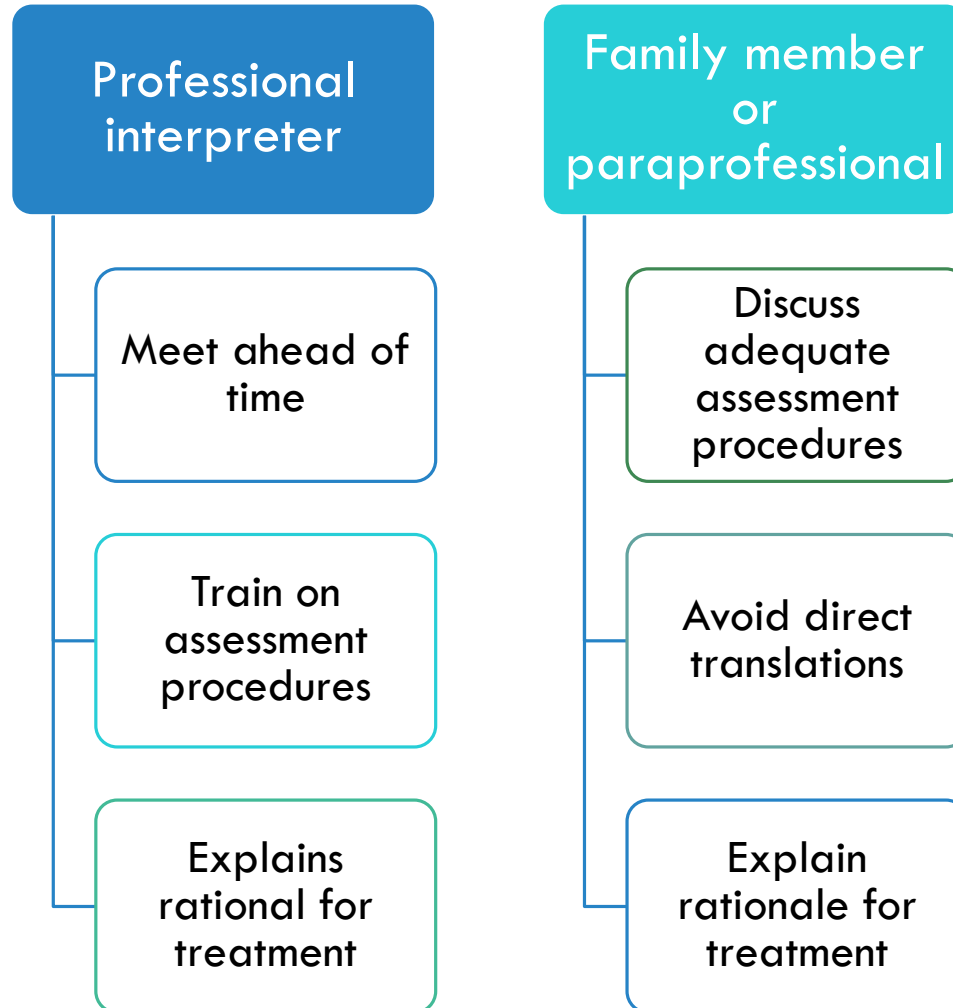 Professional
interpreter
Meet ahead of
time
Train on
assessment
procedures
Explains
rational for
treatment
Family member
or
paraprofessional
Discuss
adequate
assessment
procedures
Avoid direct
translations
Explain
rationale for
treatment